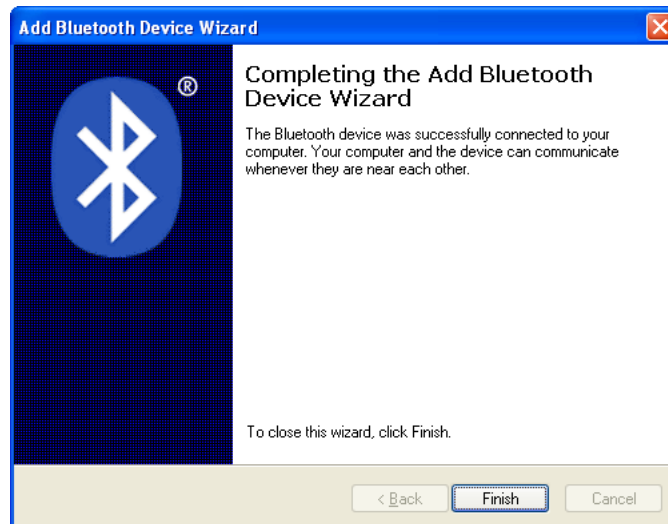 Add Bluetooth Device Wizard
®
Completing the Add Bluetooth
Device Wizard
The Bluetooth device was successfully connected to your
computer. Your computer and the device can communicate
whenever they are near each other.
To close this wizard, click Finish.
< Back
Finish
Cancel